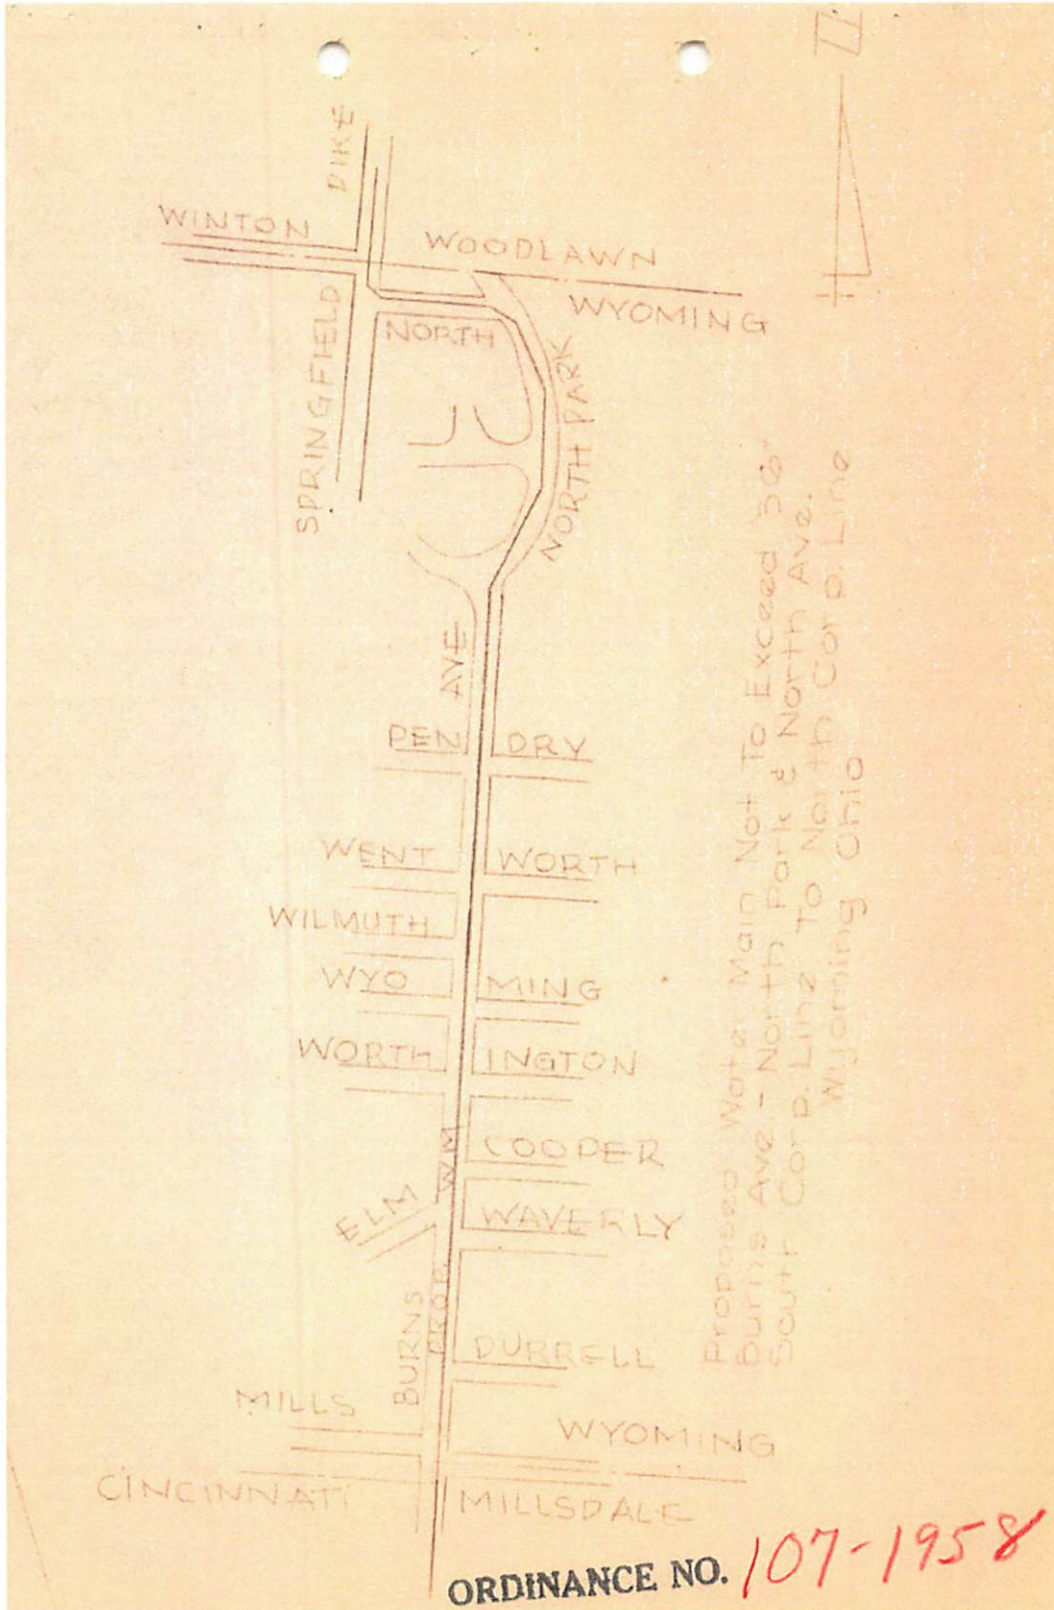 PIKE
WINTON
WOODLAWN
WYOMING
SPRINGFIELD
NORTH
NORTH PARK
AVE
PEN DRY
WENT WORTH
WILMUTH
WYO MING
WORTH INGTON
COOPER
WM
ELM
WAVERLY
PROP.
BURNS
DURRELL
MILLS
WYOMING
CINCINNATI
MILLSDALE
Proposed Water Main Not To Exceed 36"
Burns Ave. - North Park & North Ave.
South Corp. Line To North Corp. Line
Wyoming Ohio
ORDINANCE NO. 107-1958